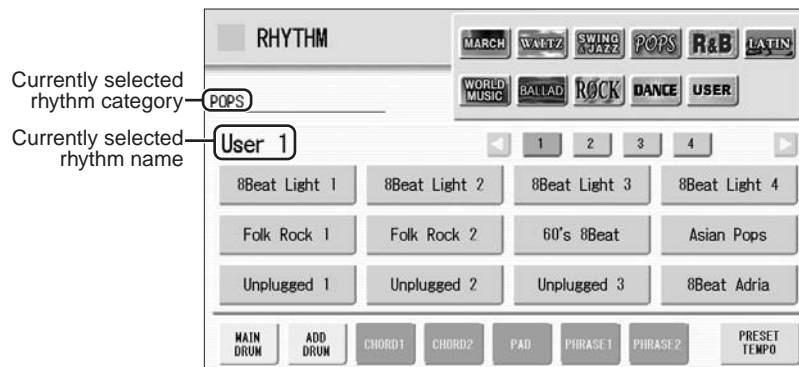 RHYTHM
MARCH WALTZ SWING & JAZZ POPS R&B LATIN
WORLD MUSIC BALLAD ROCK DANCE USER
Currently selected
rhythm category
POPS
Currently selected
rhythm name
User 1
1 2 3 4
8Beat Light 1 8Beat Light 2 8Beat Light 3 8Beat Light 4
Folk Rock 1 Folk Rock 2 60's 8Beat Asian Pops
Unplugged 1 Unplugged 2 Unplugged 3 8Beat Adria
MAIN DRUM ADD DRUM CHORD1 CHORD2 PAD PHRASE1 PHRASE2 PRESET TEMPO